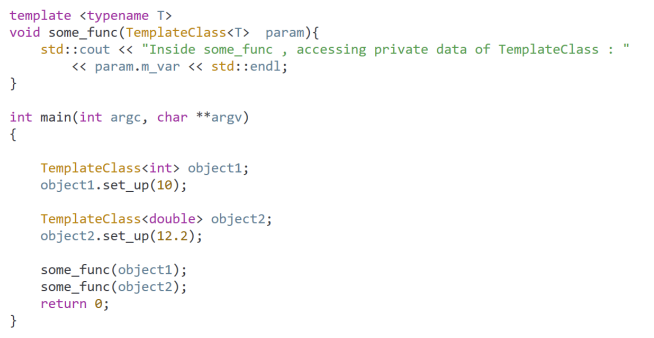 template <typename T>
void some_func(TemplateClass<T>  param){
    std::cout << "Inside some_func , accessing private data of TemplateClass : "
        << param.m_var << std::endl;
}

int main(int argc, char **argv)
{

    TemplateClass<int> object1;
    object1.set_up(10);

    TemplateClass<double> object2;
    object2.set_up(12.2);

    some_func(object1);
    some_func(object2);
    return 0;
}